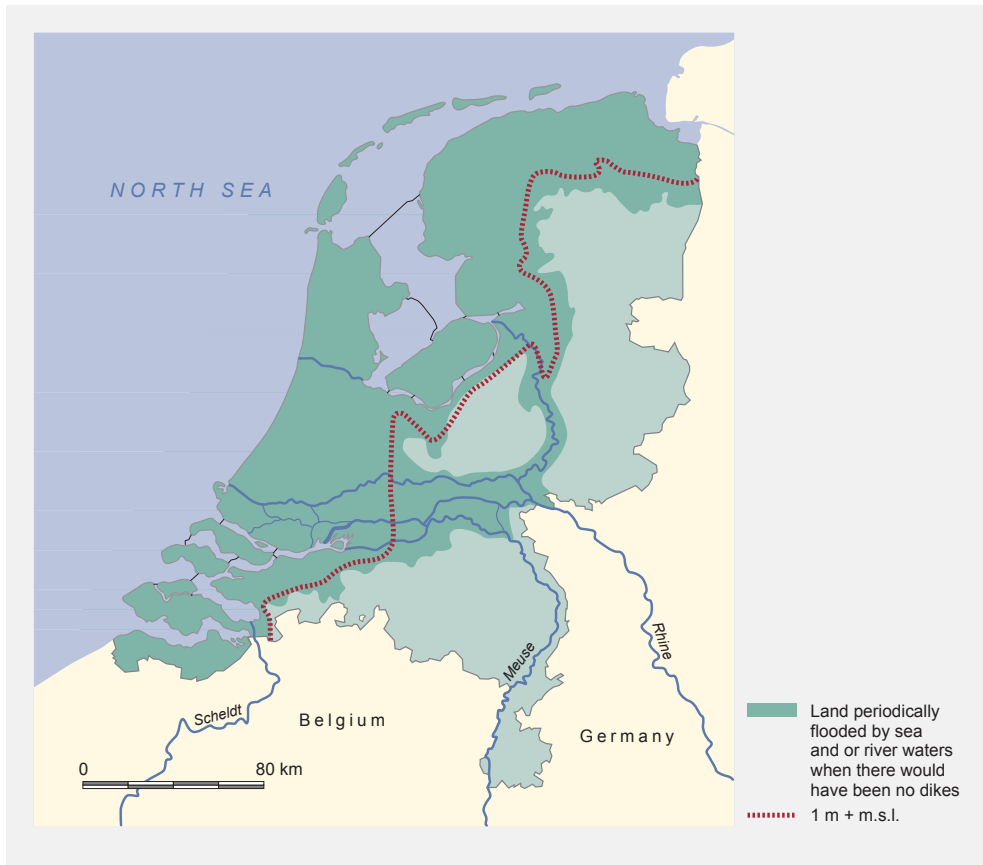 NORTH SEA
Rhine
Meuse
Scheldt
Belgium
Germany
0 80 km
Land periodically
flooded by sea
and or river waters
when there would
have been no dikes
1 m + m.s.l.